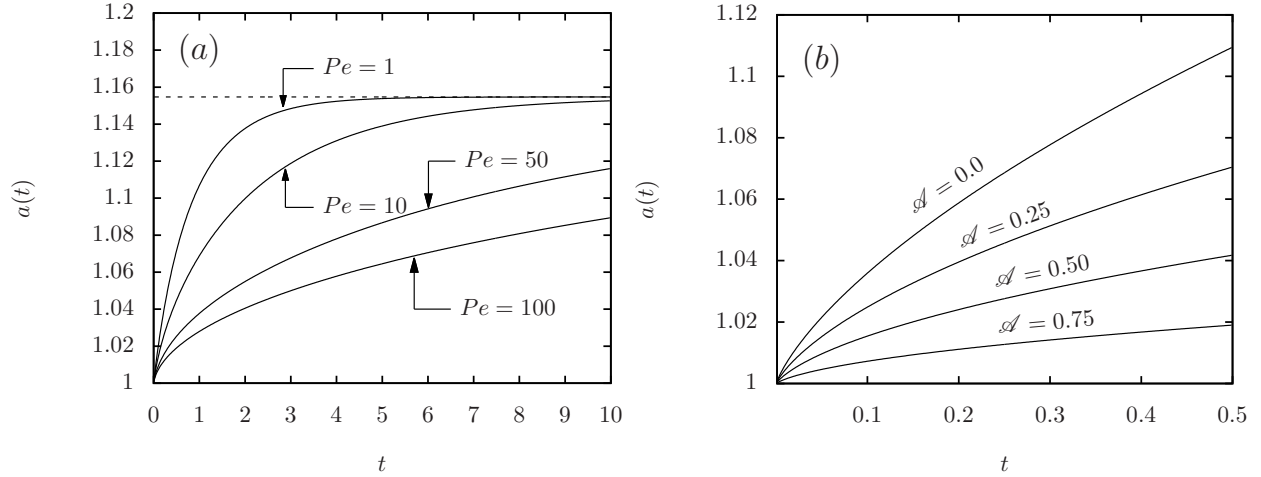 1.2
1.18
1.16
1.14
1.12
1.1
1.08
1.06
1.04
1.02
1
a(t)
(a)
Pe = 1
Pe = 50
Pe = 10
Pe = 100
0 1 2 3 4 5 6 7 8 9 10
t
1.12
1.1
1.08
1.06
1.04
1.02
1
a(t)
(b)
𝒜 = 0.0
𝒜 = 0.25
𝒜 = 0.50
𝒜 = 0.75
0.1 0.2 0.3 0.4 0.5
t